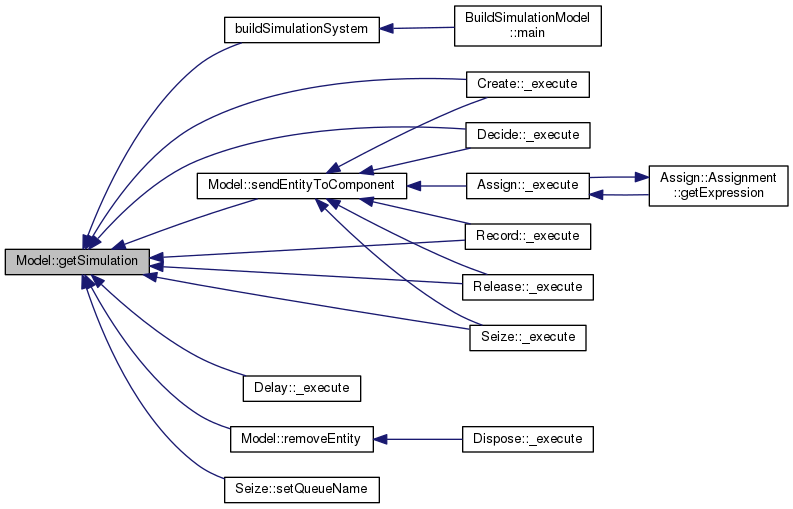 buildSimulationSystem
BuildSimulationModel
::main
Create::_execute
Decide::_execute
Model::sendEntityToComponent
Assign::_execute
Assign::Assignment
::getExpression
Record::_execute
Model::getSimulation
Release::_execute
Seize::_execute
Delay::_execute
Model::removeEntity
Dispose::_execute
Seize::setQueueName